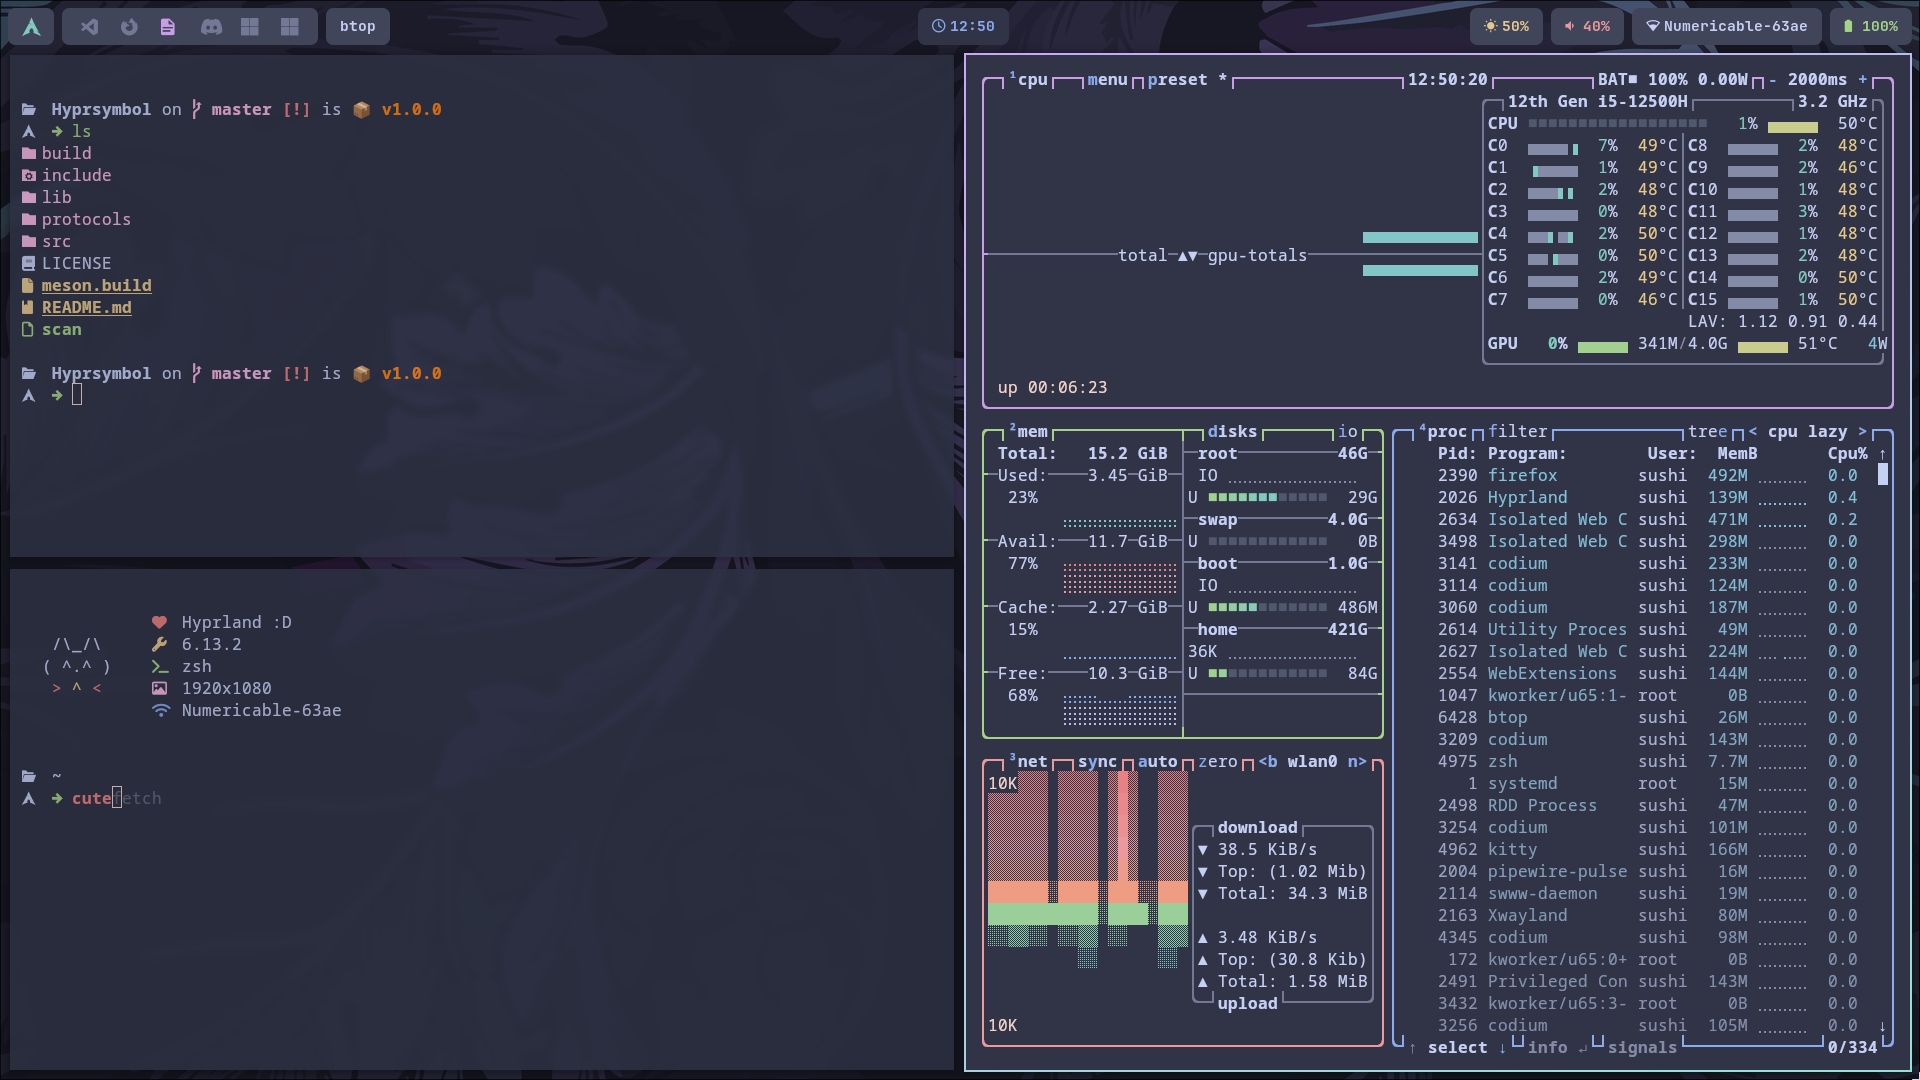 btop
12:50
50%
40%
Numericable-63ae
100%
Hyprsymbol on master [!] is 📦 v1.0.0
➜ ls
build
include
lib
protocols
src
LICENSE
meson.build
README.md
scan
Hyprsymbol on master [!] is 📦 v1.0.0
➜
Hyprland :D
/\_/\ 6.13.2
( ^.^ ) zsh
> ^ < 1920x1080
Numericable-63ae
~
➜ cutefetch
¹cpu menu preset * 12:50:20 BAT■ 100% 0.00W - 2000ms +
12th Gen i5-12500H 3.2 GHz
CPU 1% 50°C
C0 7% 49°C C8 2% 48°C
C1 1% 49°C C9 2% 46°C
C2 2% 48°C C10 1% 48°C
C3 0% 48°C C11 3% 48°C
C4 2% 50°C C12 1% 48°C
total ▲▼ gpu-totals
C5 0% 50°C C13 2% 48°C
C6 2% 49°C C14 0% 50°C
C7 0% 46°C C15 1% 50°C
LAV: 1.12 0.91 0.44
GPU 0% 341M/4.0G 51°C 4W
up 00:06:23
²mem
Total: 15.2 GiB
Used: 3.45 GiB
23%
Avail: 11.7 GiB
77%
Cache: 2.27 GiB
15%
Free: 10.3 GiB
68%
disks io
root 46G
IO
U 29G
swap 4.0G
U 0B
boot 1.0G
IO
U 486M
home 421G
36K
U 84G
³net sync auto zero <b wlan0 n>
10K
download
▼ 38.5 KiB/s
▼ Top: (1.02 Mib)
▼ Total: 34.3 MiB
▲ 3.48 KiB/s
▲ Top: (30.8 Kib)
▲ Total: 1.58 MiB
upload
10K
⁴proc filter tree < cpu lazy >
Pid: Program: User: MemB Cpu% ↑
2390 firefox sushi 492M 0.0
2026 Hyprland sushi 139M 0.4
2634 Isolated Web C sushi 471M 0.2
3498 Isolated Web C sushi 298M 0.0
3141 codium sushi 233M 0.0
3114 codium sushi 124M 0.0
3060 codium sushi 187M 0.0
2614 Utility Proces sushi 49M 0.0
2627 Isolated Web C sushi 224M 0.0
2554 WebExtensions sushi 144M 0.0
1047 kworker/u65:1- root 0B 0.0
6428 btop sushi 26M 0.0
3209 codium sushi 143M 0.0
4975 zsh sushi 7.7M 0.0
1 systemd root 15M 0.0
2498 RDD Process sushi 47M 0.0
3254 codium sushi 101M 0.0
4962 kitty sushi 166M 0.0
2004 pipewire-pulse sushi 16M 0.0
2114 swww-daemon sushi 19M 0.0
2163 Xwayland sushi 80M 0.0
4345 codium sushi 98M 0.0
172 kworker/u65:0+ root 0B 0.0
2491 Privileged Con sushi 143M 0.0
3432 kworker/u65:3- root 0B 0.0
3256 codium sushi 105M 0.0 ↓
↑ select ↓ info ↵ signals 0/334